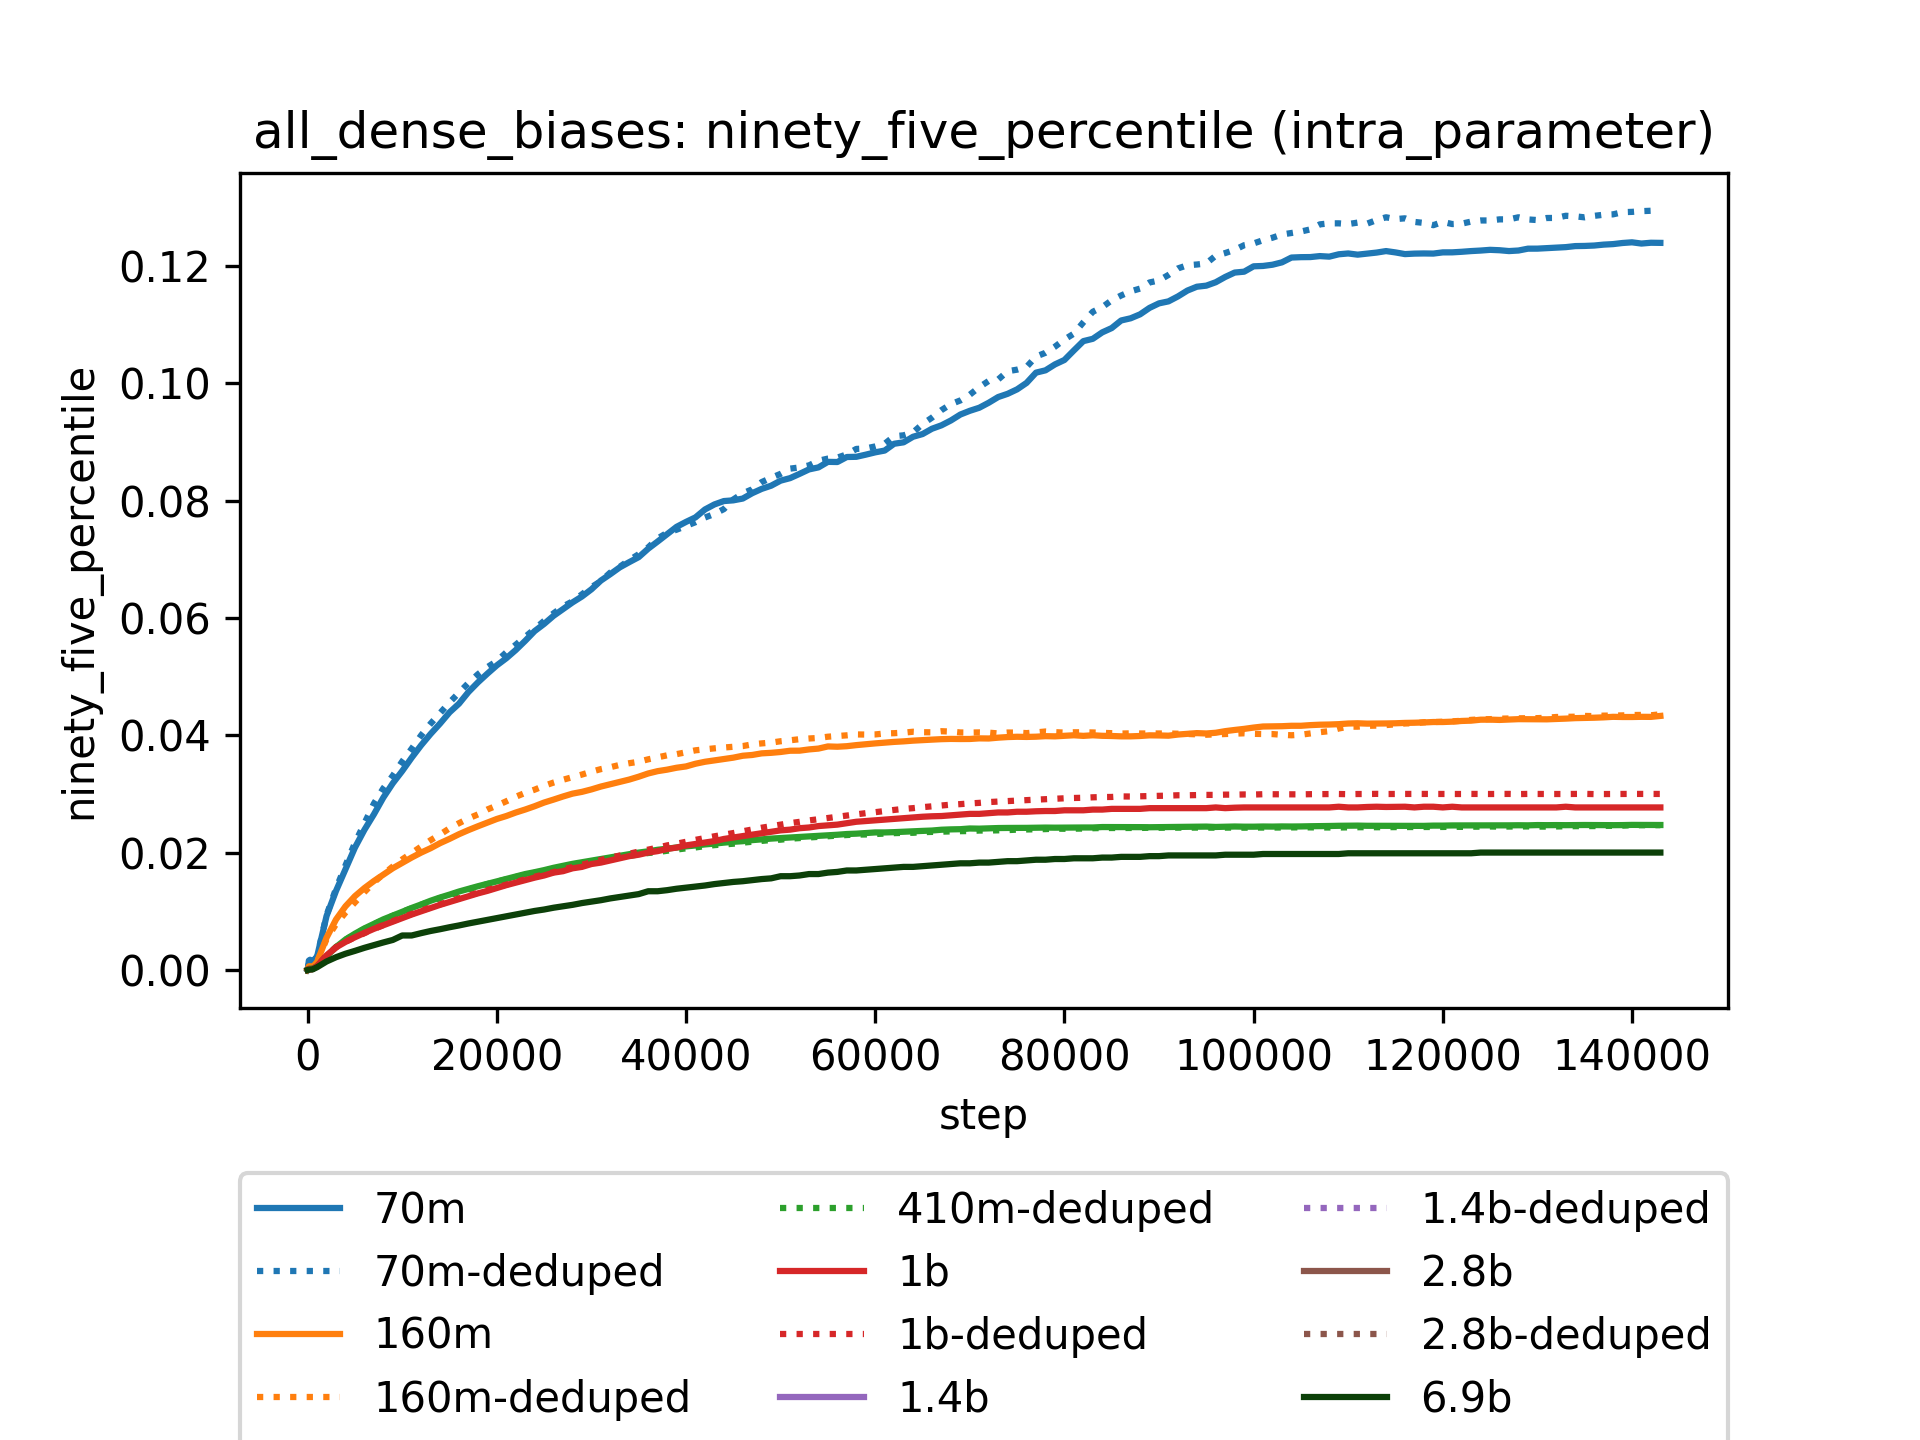 all_dense_biases: ninety_five_percentile (intra_parameter)
ninety_five_percentile
0.12
0.10
0.08
0.06
0.04
0.02
0.00
0 20000 40000 60000 80000 100000 120000 140000
step
70m 410m-deduped 1.4b-deduped
70m-deduped 1b 2.8b
160m 1b-deduped 2.8b-deduped
160m-deduped 1.4b 6.9b